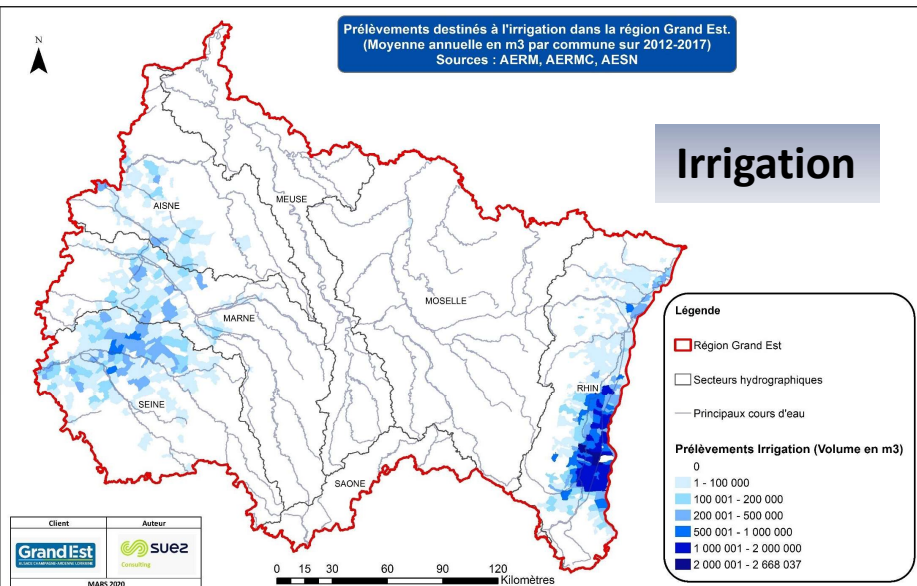 Prélèvements destinés à l'irrigation dans la région Grand Est.
(Moyenne annuelle en m3 par commune sur 2012-2017)
Sources : AERM, AERMC, AESN
N
Irrigation
AISNE
MEUSE
MOSELLE
MARNE
RHIN
SEINE
SAONE
Légende
Région Grand Est
Secteurs hydrographiques
Principaux cours d'eau
Prélèvements Irrigation (Volume en m3)
0
1 - 100 000
100 001 - 200 000
200 001 - 500 000
500 001 - 1 000 000
1 000 001 - 2 000 000
2 000 001 - 2 668 037
Client Auteur
Grand Est
ALSACE CHAMPAGNE-ARDENNE LORRAINE
suez
Consulting
MARS 2020
0 15 30 60 90 120
Kilomètres